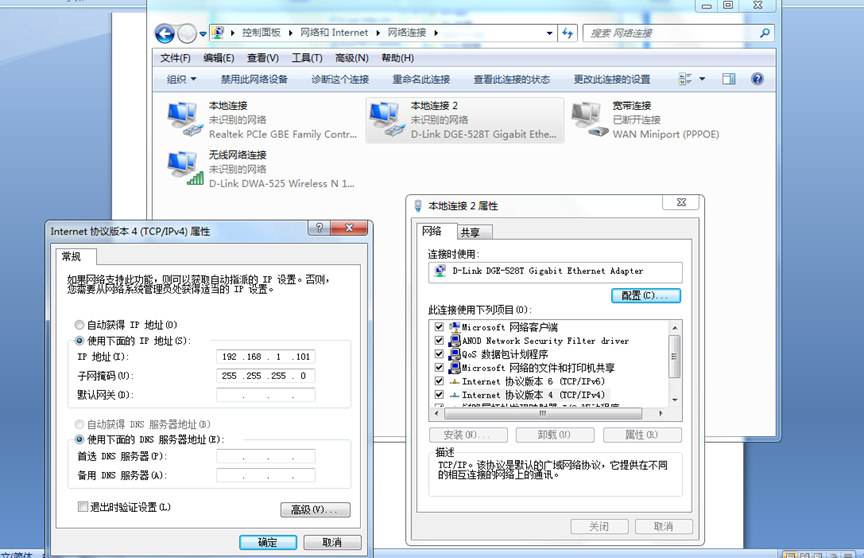 控制面板 ▸ 网络和 Internet ▸ 网络连接 ▸
搜索 网络连接
文件(F) 编辑(E) 查看(V) 工具(T) 高级(N) 帮助(H)
组织 禁用此网络设备 诊断这个连接 重命名此连接 查看此连接的状态 更改此连接的设置
本地连接
未识别的网络
Realtek PCIe GBE Family Contr...
本地连接 2
未识别的网络
D-Link DGE-528T Gigabit Ethe...
宽带连接
已断开连接
WAN Miniport (PPPOE)
无线网络连接
未识别的网络
D-Link DWA-525 Wireless N 1...
本地连接 2 属性
网络 共享
连接时使用:
D-Link DGE-528T Gigabit Ethernet Adapter
配置(C)...
此连接使用下列项目(O):
Microsoft 网络客户端
ANOD Network Security Filter driver
QoS 数据包计划程序
Microsoft 网络的文件和打印机共享
Internet 协议版本 6 (TCP/IPv6)
Internet 协议版本 4 (TCP/IPv4)
安装(N)... 卸载(U) 属性(R)
描述
TCP/IP。该协议是默认的广域网络协议，它提供在不同
的相互连接的网络上的通讯。
关闭 取消
Internet 协议版本 4 (TCP/IPv4) 属性
常规
如果网络支持此功能，则可以获取自动指派的 IP 设置。否则，
您需要从网络系统管理员处获得适当的 IP 设置。
自动获得 IP 地址(O)
使用下面的 IP 地址(S):
IP 地址(I): 192 .168 . 1 .101
子网掩码(U): 255 .255 .255 . 0
默认网关(D): . . .
自动获得 DNS 服务器地址(B)
使用下面的 DNS 服务器地址(E):
首选 DNS 服务器(P): . . .
备用 DNS 服务器(A): . . .
退出时验证设置(L)
高级(V)...
确定 取消